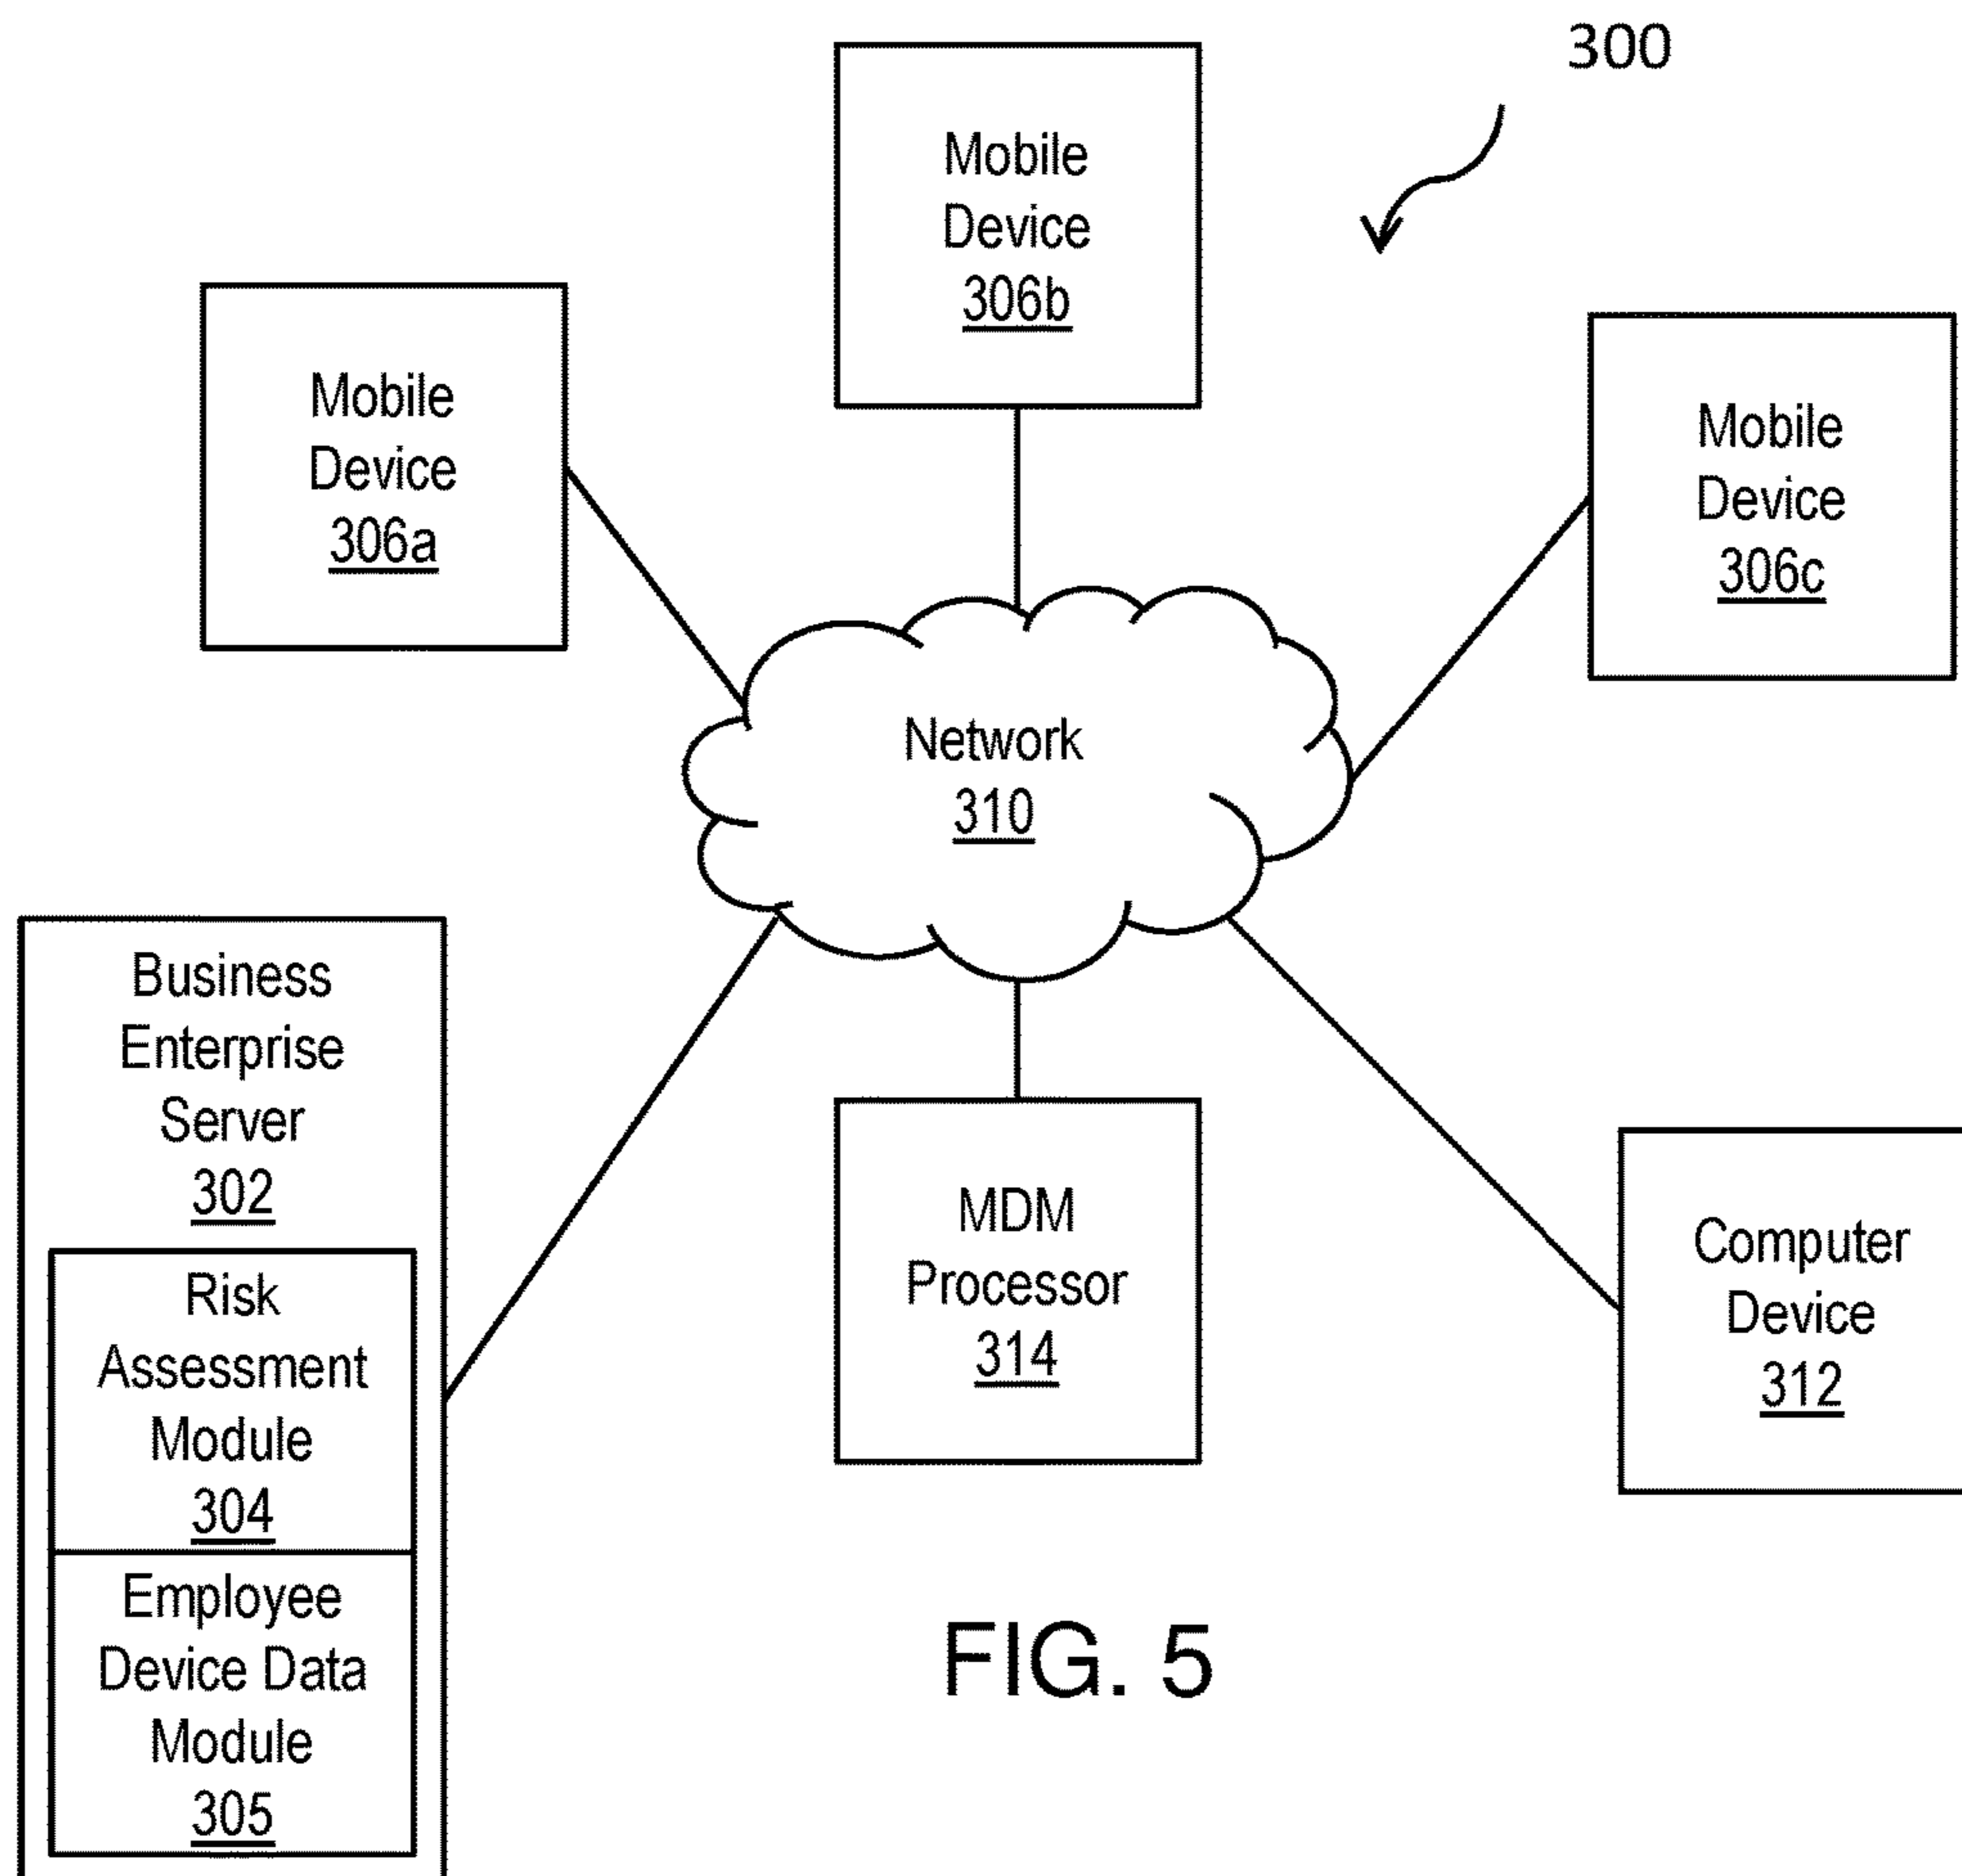 300
Mobile
Device
306b
Mobile
Device
306a
Mobile
Device
306c
Network
310
Business
Enterprise
Server
302
Risk
Assessment
Module
304
Employee
Device Data
Module
305
MDM
Processor
314
Computer
Device
312
FIG. 5